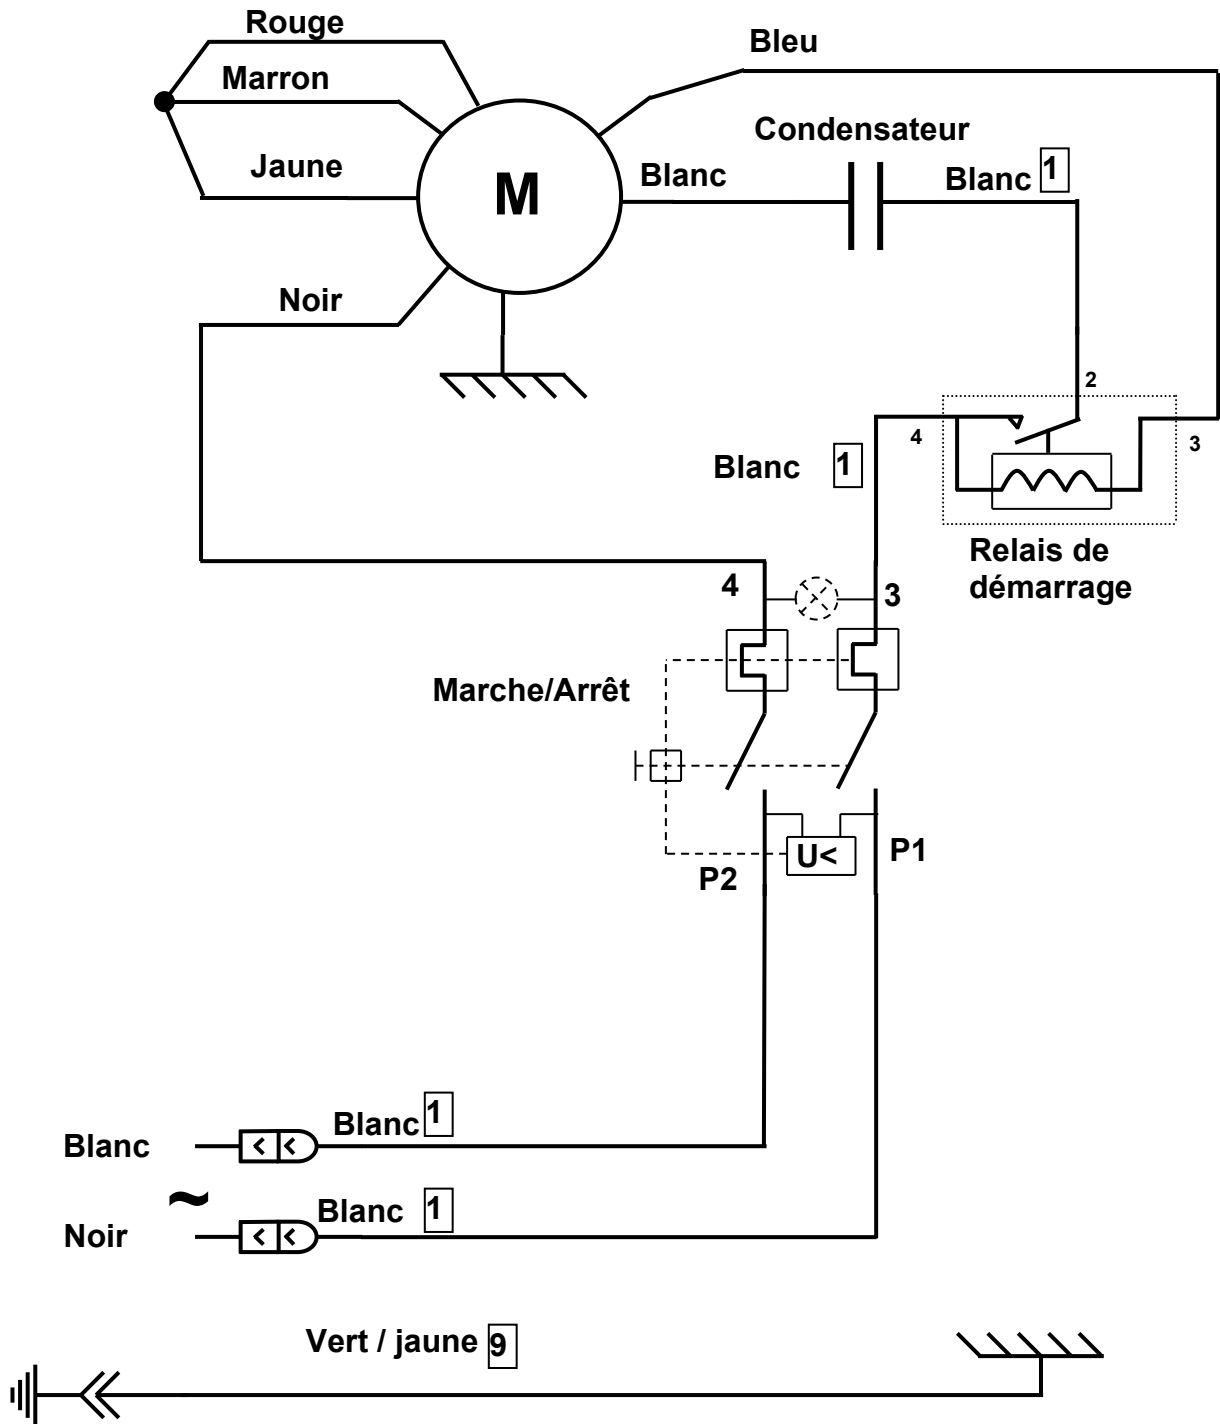 Rouge
Bleu
Marron
Condensateur
Jaune
M
Blanc
Blanc 1
Noir
2
4
3
Blanc 1
Relais de
démarrage
4
3
Marche/Arrêt
U<
P1
P2
Blanc 1
Blanc
~
Blanc 1
Noir
Vert / jaune 9